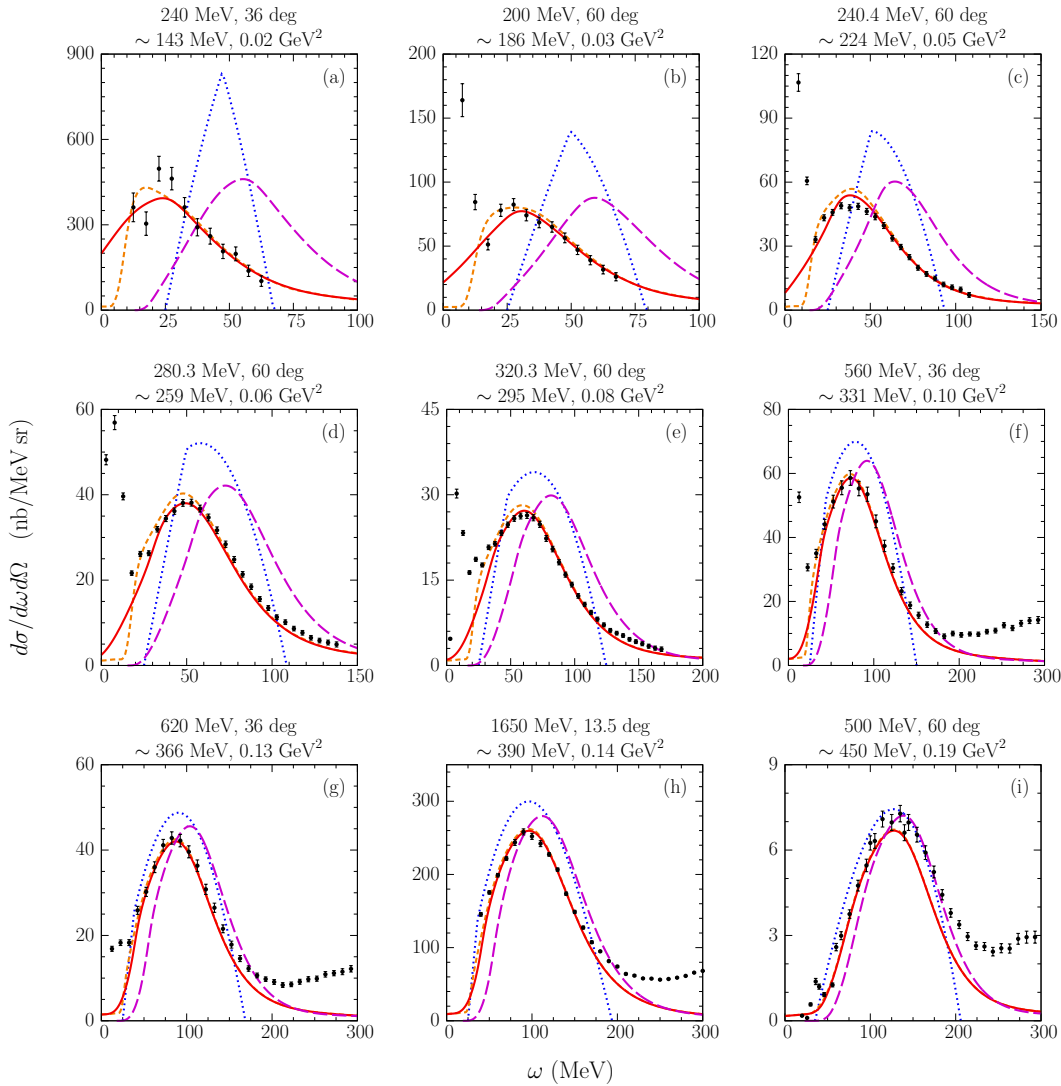 240 MeV, 36 deg
∼ 143 MeV, 0.02 GeV²
(a)
900
600
300
0
0 25 50 75 100
200 MeV, 60 deg
∼ 186 MeV, 0.03 GeV²
(b)
200
150
100
50
0
0 25 50 75 100
240.4 MeV, 60 deg
∼ 224 MeV, 0.05 GeV²
(c)
120
90
60
30
0
0 50 100 150
280.3 MeV, 60 deg
∼ 259 MeV, 0.06 GeV²
(d)
60
40
20
0
0 50 100 150
320.3 MeV, 60 deg
∼ 295 MeV, 0.08 GeV²
(e)
45
30
15
0
0 50 100 150 200
560 MeV, 36 deg
∼ 331 MeV, 0.10 GeV²
(f)
80
60
40
20
0
0 100 200 300
dσ/dωdΩ (nb/MeV sr)
620 MeV, 36 deg
∼ 366 MeV, 0.13 GeV²
(g)
60
40
20
0
0 100 200 300
1650 MeV, 13.5 deg
∼ 390 MeV, 0.14 GeV²
(h)
300
200
100
0
0 100 200 300
500 MeV, 60 deg
∼ 450 MeV, 0.19 GeV²
(i)
9
6
3
0
0 100 200 300
ω (MeV)